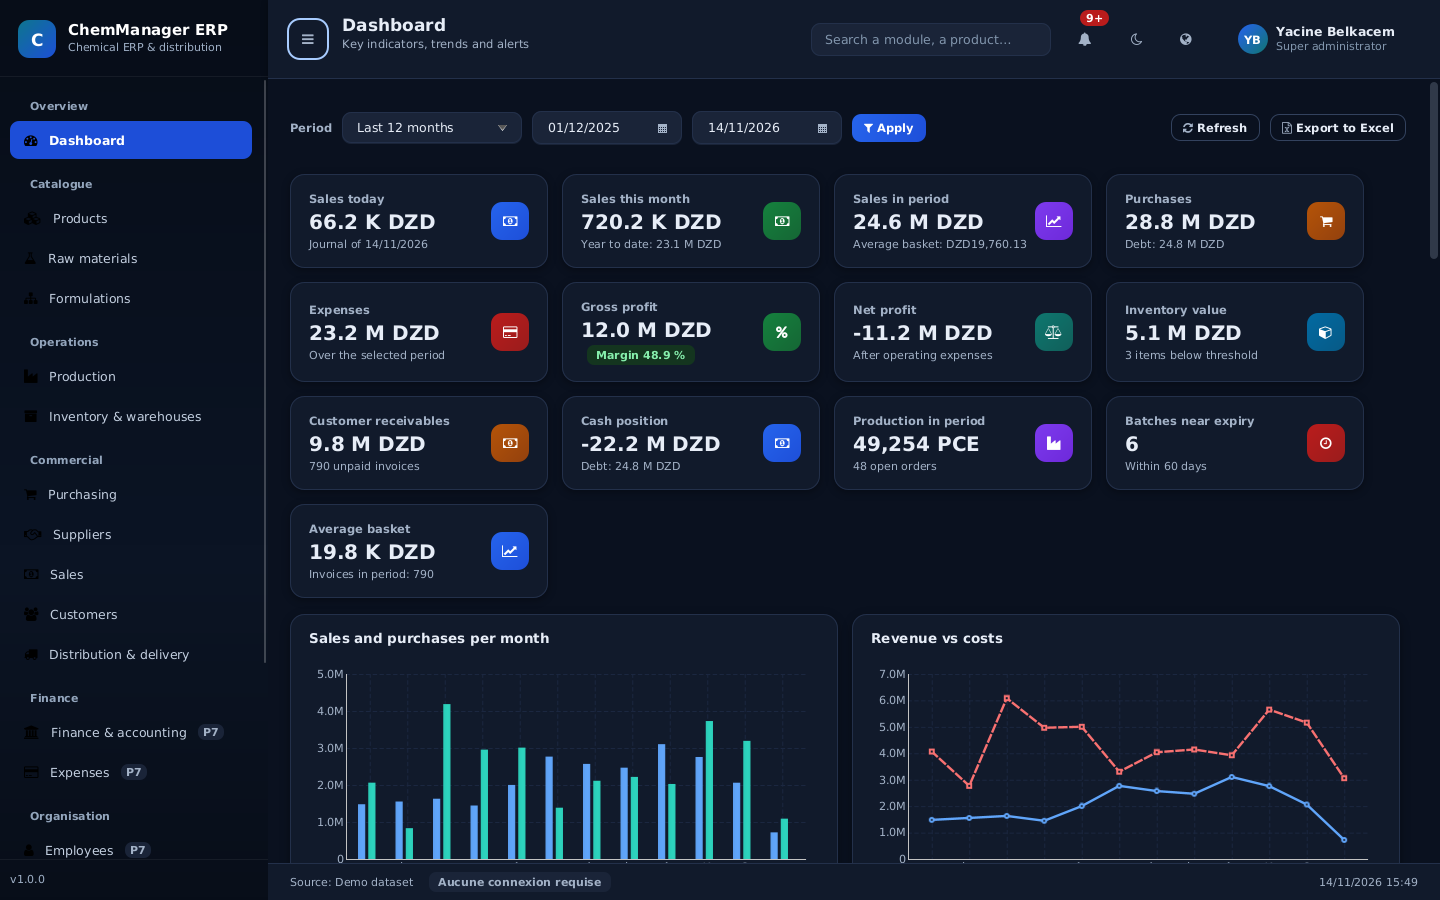 C
ChemManager ERP
Chemical ERP & distribution
Overview
Dashboard
Catalogue
Products
Raw materials
Formulations
Operations
Production
Inventory & warehouses
Commercial
Purchasing
Suppliers
Sales
Customers
Distribution & delivery
Finance
Finance & accounting P7
Expenses P7
Organisation
Employees P7
v1.0.0
Dashboard
Key indicators, trends and alerts
Search a module, a product...
9+
YB
Yacine Belkacem
Super administrator
Period
Last 12 months
01/12/2025
14/11/2026
Apply
Refresh
Export to Excel
Sales today
66.2 K DZD
Journal of 14/11/2026
Sales this month
720.2 K DZD
Year to date: 23.1 M DZD
Sales in period
24.6 M DZD
Average basket: DZD19,760.13
Purchases
28.8 M DZD
Debt: 24.8 M DZD
Expenses
23.2 M DZD
Over the selected period
Gross profit
12.0 M DZD
Margin 48.9 %
Net profit
-11.2 M DZD
After operating expenses
Inventory value
5.1 M DZD
3 items below threshold
Customer receivables
9.8 M DZD
790 unpaid invoices
Cash position
-22.2 M DZD
Debt: 24.8 M DZD
Production in period
49,254 PCE
48 open orders
Batches near expiry
6
Within 60 days
Average basket
19.8 K DZD
Invoices in period: 790
Sales and purchases per month
5.0M
4.0M
3.0M
2.0M
1.0M
0
Revenue vs costs
7.0M
6.0M
5.0M
4.0M
3.0M
2.0M
1.0M
0
Source: Demo dataset
Aucune connexion requise
14/11/2026 15:49